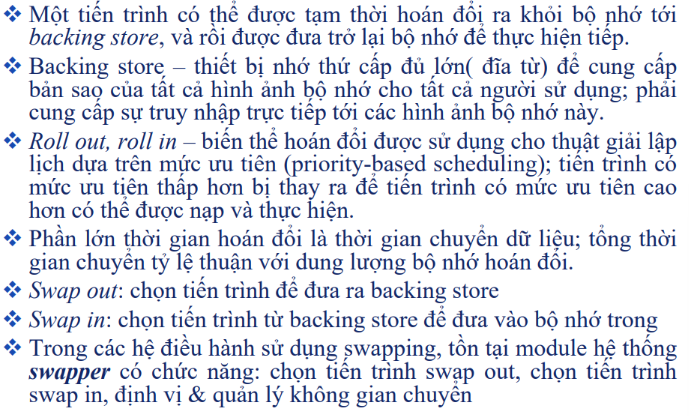 ❖ Một tiến trình có thể được tạm thời hoán đổi ra khỏi bộ nhớ tới
backing store, và rồi được đưa trở lại bộ nhớ để thực hiện tiếp.
❖ Backing store – thiết bị nhớ thứ cấp đủ lớn( đĩa từ) để cung cấp
bản sao của tất cả hình ảnh bộ nhớ cho tất cả người sử dụng; phải
cung cấp sự truy nhập trực tiếp tới các hình ảnh bộ nhớ này.
❖ Roll out, roll in – biến thể hoán đổi được sử dụng cho thuật giải lập
lịch dựa trên mức ưu tiên (priority-based scheduling); tiến trình có
mức ưu tiên thấp hơn bị thay ra để tiến trình có mức ưu tiên cao
hơn có thể được nạp và thực hiện.
❖ Phần lớn thời gian hoán đổi là thời gian chuyển dữ liệu; tổng thời
gian chuyển tỷ lệ thuận với dung lượng bộ nhớ hoán đổi.
❖ Swap out: chọn tiến trình để đưa ra backing store
❖ Swap in: chọn tiến trình từ backing store để đưa vào bộ nhớ trong
❖ Trong các hệ điều hành sử dụng swapping, tồn tại module hệ thống
swapper có chức năng: chọn tiến trình swap out, chọn tiến trình
swap in, định vị & quản lý không gian chuyển